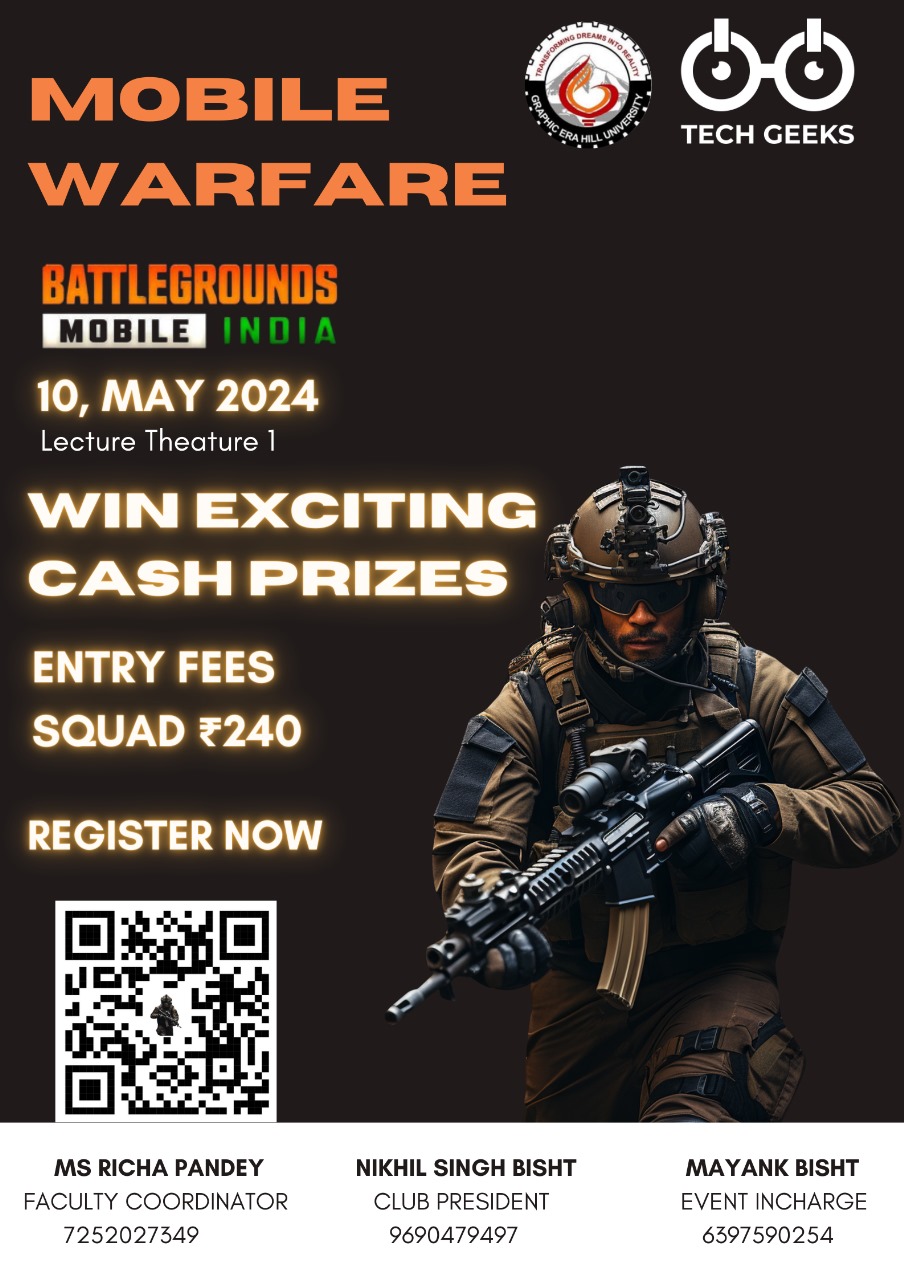 MOBILE
WARFARE
TRANSFORMING DREAMS INTO REALITY
GRAPHIC ERA HILL UNIVERSITY
TECH GEEKS
BATTLEGROUNDS
MOBILE INDIA
10, MAY 2024
Lecture Theature 1
WIN EXCITING
CASH PRIZES
ENTRY FEES
SQUAD ₹240
REGISTER NOW
MS RICHA PANDEY
FACULTY COORDINATOR
7252027349
NIKHIL SINGH BISHT
CLUB PRESIDENT
9690479497
MAYANK BISHT
EVENT INCHARGE
6397590254